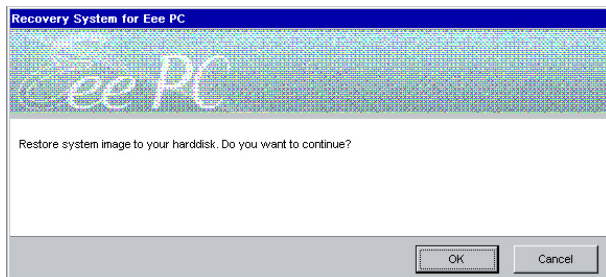 Recovery System for Eee PC
Eee PC
Restore system image to your harddisk. Do you want to continue?
OK
Cancel